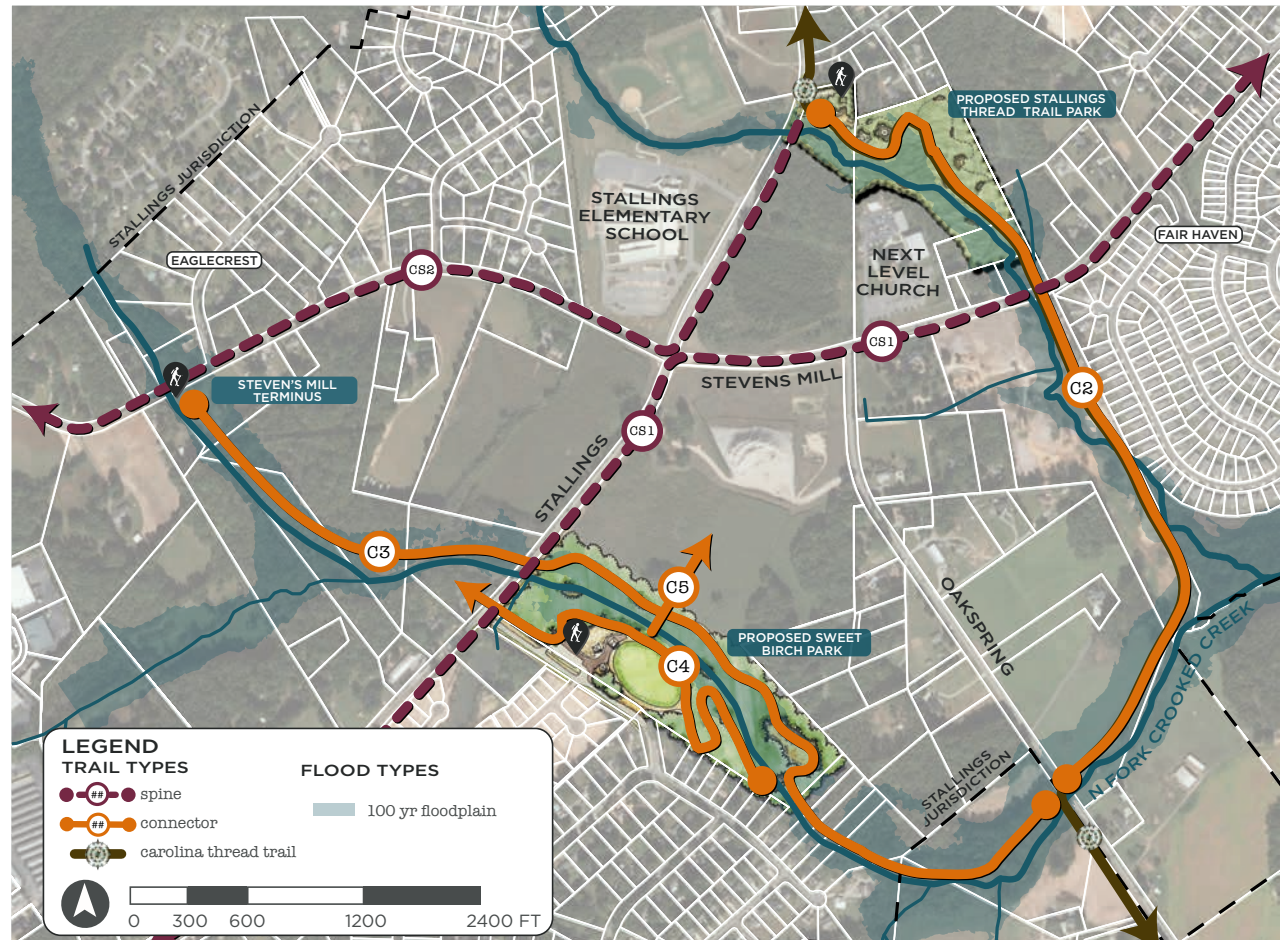 PROPOSED STALLINGS
THREAD TRAIL PARK
STALLINGS JURISDICTION
STALLINGS
ELEMENTARY
SCHOOL
FAIR HAVEN
EAGLECREST
NEXT
LEVEL
CHURCH
CS2
CS1
STEVENS MILL
STEVEN'S MILL
TERMINUS
C2
CS1
STALLINGS
C3
C5
OAKSPRING
PROPOSED SWEET
BIRCH PARK
C4
N FORK CROOKED CREEK
STALLINGS
JURISDICTION
LEGEND
TRAIL TYPES
## spine
## connector
carolina thread trail
FLOOD TYPES
100 yr floodplain
0 300 600 1200 2400 FT